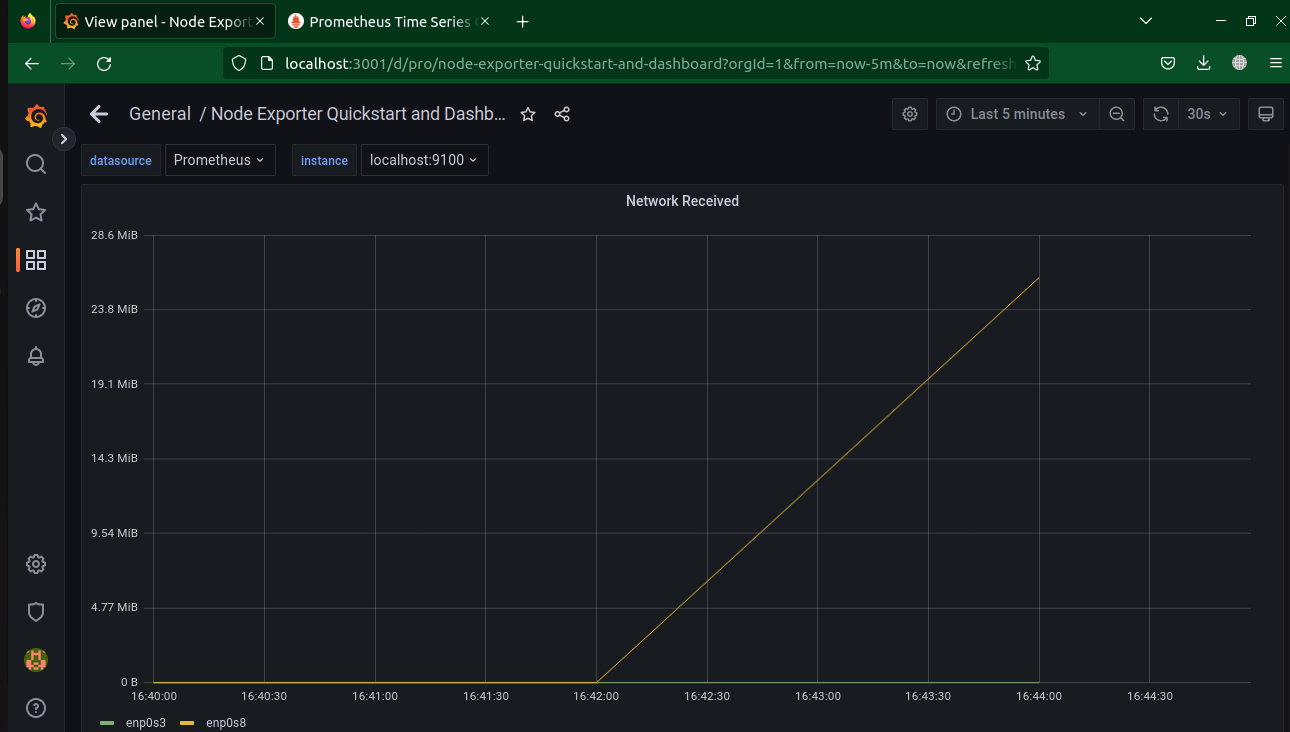 View panel - Node Export
Prometheus Time Series
localhost:3001/d/pro/node-exporter-quickstart-and-dashboard?orgId=1&from=now-5m&to=now&refresh
General / Node Exporter Quickstart and Dashb...
Last 5 minutes
30s
datasource Prometheus instance localhost:9100
Network Received
28.6 MiB
23.8 MiB
19.1 MiB
14.3 MiB
9.54 MiB
4.77 MiB
0 B
16:40:00 16:40:30 16:41:00 16:41:30 16:42:00 16:42:30 16:43:00 16:43:30 16:44:00 16:44:30
enp0s3 enp0s8